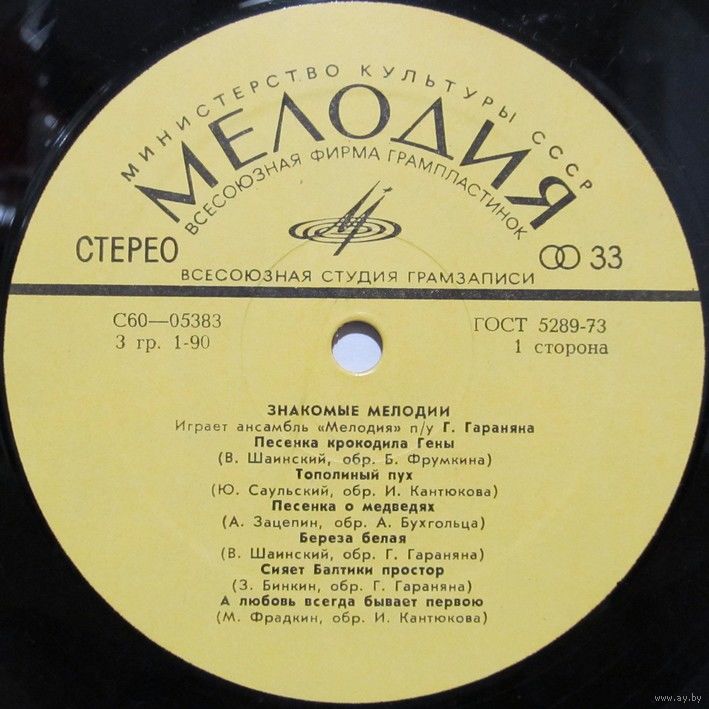 МИНИСТЕРСТВО КУЛЬТУРЫ СССР
МЕЛОДИЯ
ВСЕСОЮЗНАЯ ФИРМА ГРАМПЛАСТИНОК
СТЕРЕО
33
ВСЕСОЮЗНАЯ СТУДИЯ ГРАМЗАПИСИ
С60—05383
3 гр. 1-90
ГОСТ 5289-73
1 сторона
ЗНАКОМЫЕ МЕЛОДИИ
Играет ансамбль «Мелодия» п/у Г. Гараняна
Песенка крокодила Гены
(В. Шаинский, обр. Б. Фрумкина)
Тополиный пух
(Ю. Саульский, обр. И. Кантюкова)
Песенка о медведях
(А. Зацепин, обр. А. Бухгольца)
Береза белая
(В. Шаинский, обр. Г. Гараняна)
Сияет Балтики простор
(З. Бинкин, обр. Г. Гараняна)
А любовь всегда бывает первою
(М. Фрадкин, обр. И. Кантюкова)
www.ay.by